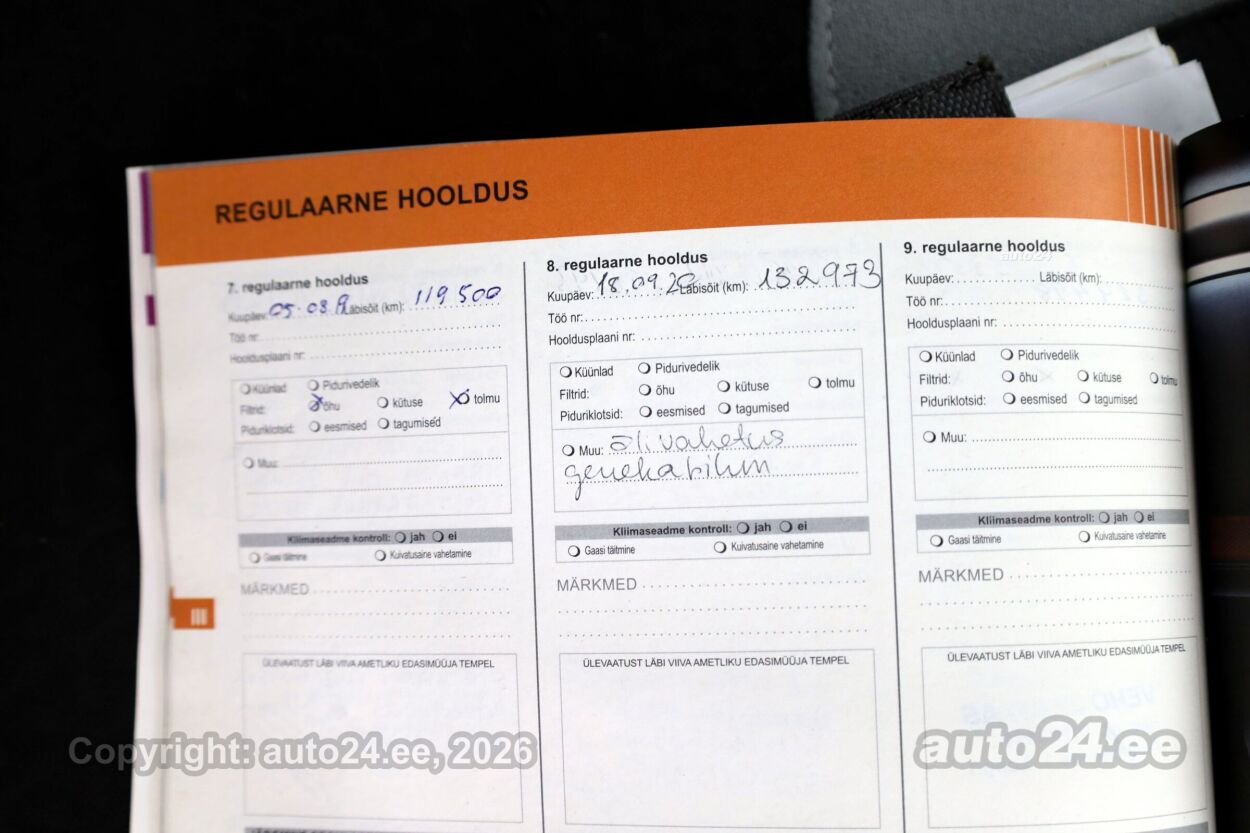 auto24
REGULAARNE HOOLDUS
7. regulaarne hooldus
Kuupäev: 05.03 Läbisõit (km): 119 500
Töö nr:
Hooldusplaani nr:
Küünlad Pidurivedelik
Filtrid: õhu kütuse tolmu
Piduriklotsid: eesmised tagumised
Muu:
Kliimaseadme kontroll: jah ei
Gaasi täitmine Kuivatusaine vahetamine
MÄRKMED
ÜLEVAATUST LÄBI VIIVA AMETLIKU EDASIMÜÜJA TEMPEL
8. regulaarne hooldus
Kuupäev: 18.09.20 Läbisõit (km): 132973
Töö nr:
Hooldusplaani nr:
Küünlad Pidurivedelik
Filtrid: õhu kütuse tolmu
Piduriklotsid: eesmised tagumised
Muu: õlivahetus
Kliimaseadme kontroll: jah ei
Gaasi täitmine Kuivatusaine vahetamine
MÄRKMED
ÜLEVAATUST LÄBI VIIVA AMETLIKU EDASIMÜÜJA TEMPEL
9. regulaarne hooldus
Kuupäev: Läbisõit (km):
Töö nr:
Hooldusplaani nr:
Küünlad Pidurivedelik
Filtrid: õhu kütuse tolmu
Piduriklotsid: eesmised tagumised
Muu:
Kliimaseadme kontroll: jah ei
Gaasi täitmine Kuivatusaine vahetamine
MÄRKMED
ÜLEVAATUST LÄBI VIIVA AMETLIKU EDASIMÜÜJA TEMPEL
III
Copyright: auto24.ee, 2026
auto24.ee